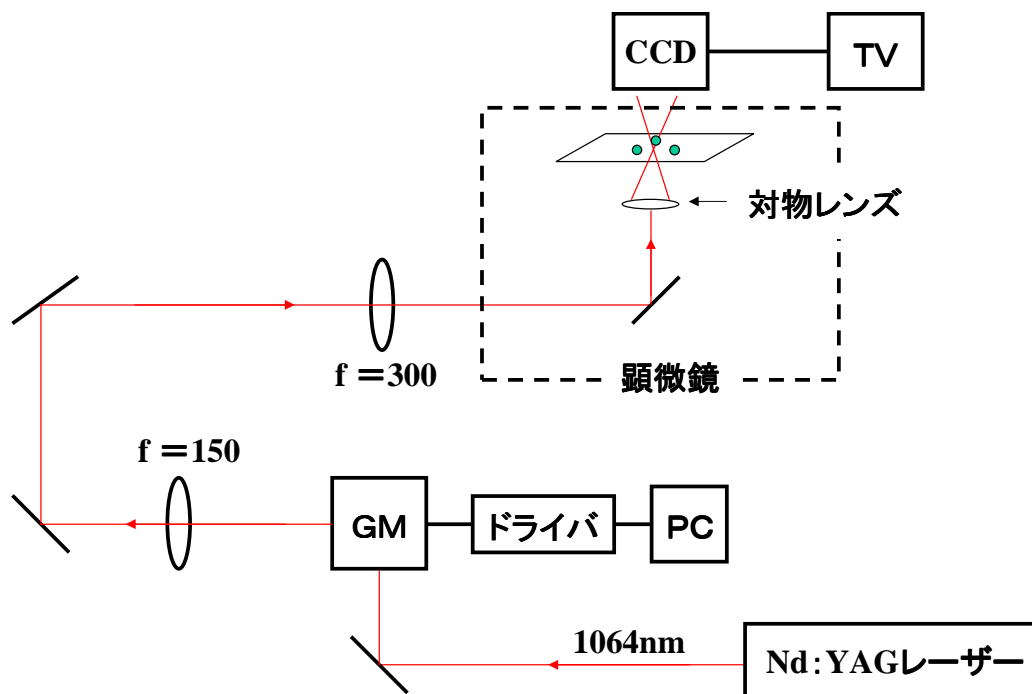 CCD
TV
対物レンズ
f ＝300
顕微鏡
f ＝150
GM
ドライバ
PC
1064nm
Nd：YAGレーザー